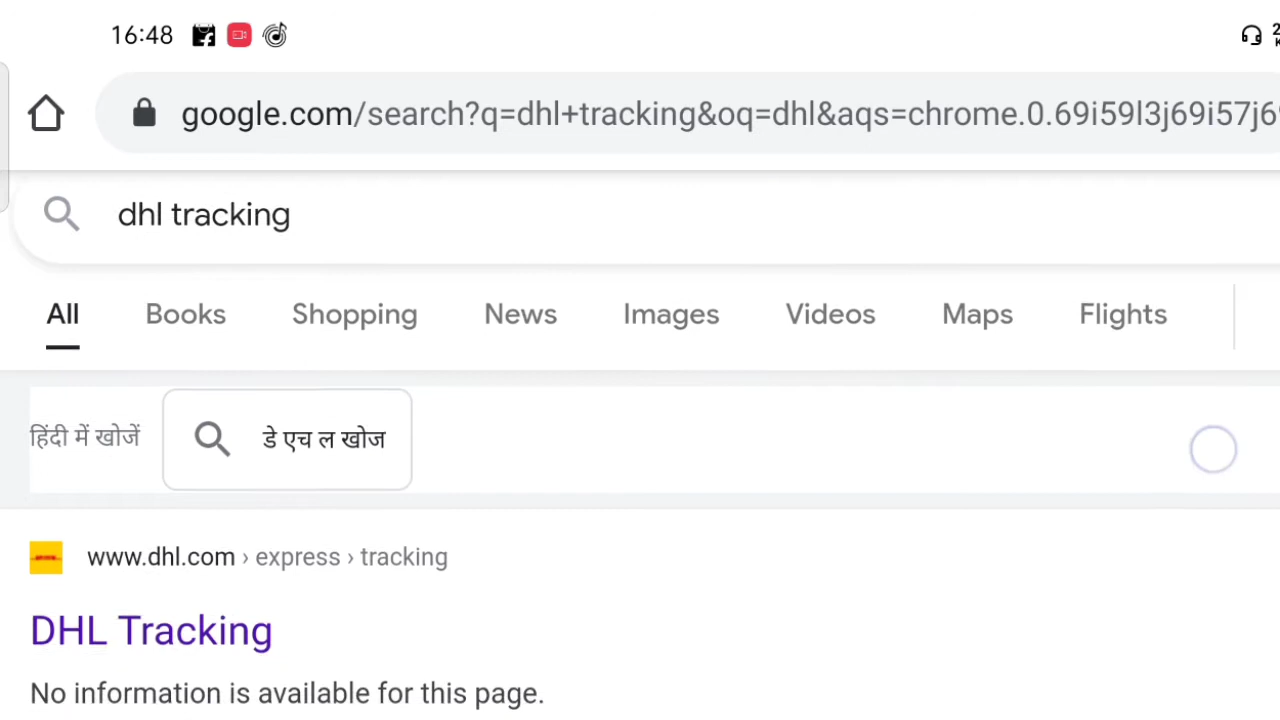 16:48
google.com/search?q=dhl+tracking&oq=dhl&aqs=chrome.0.69i59l3j69i57j69
dhl tracking
All Books Shopping News Images Videos Maps Flights
हिंदी में खोजें डे एच ल खोज
www.dhl.com › express › tracking
DHL Tracking
No information is available for this page.